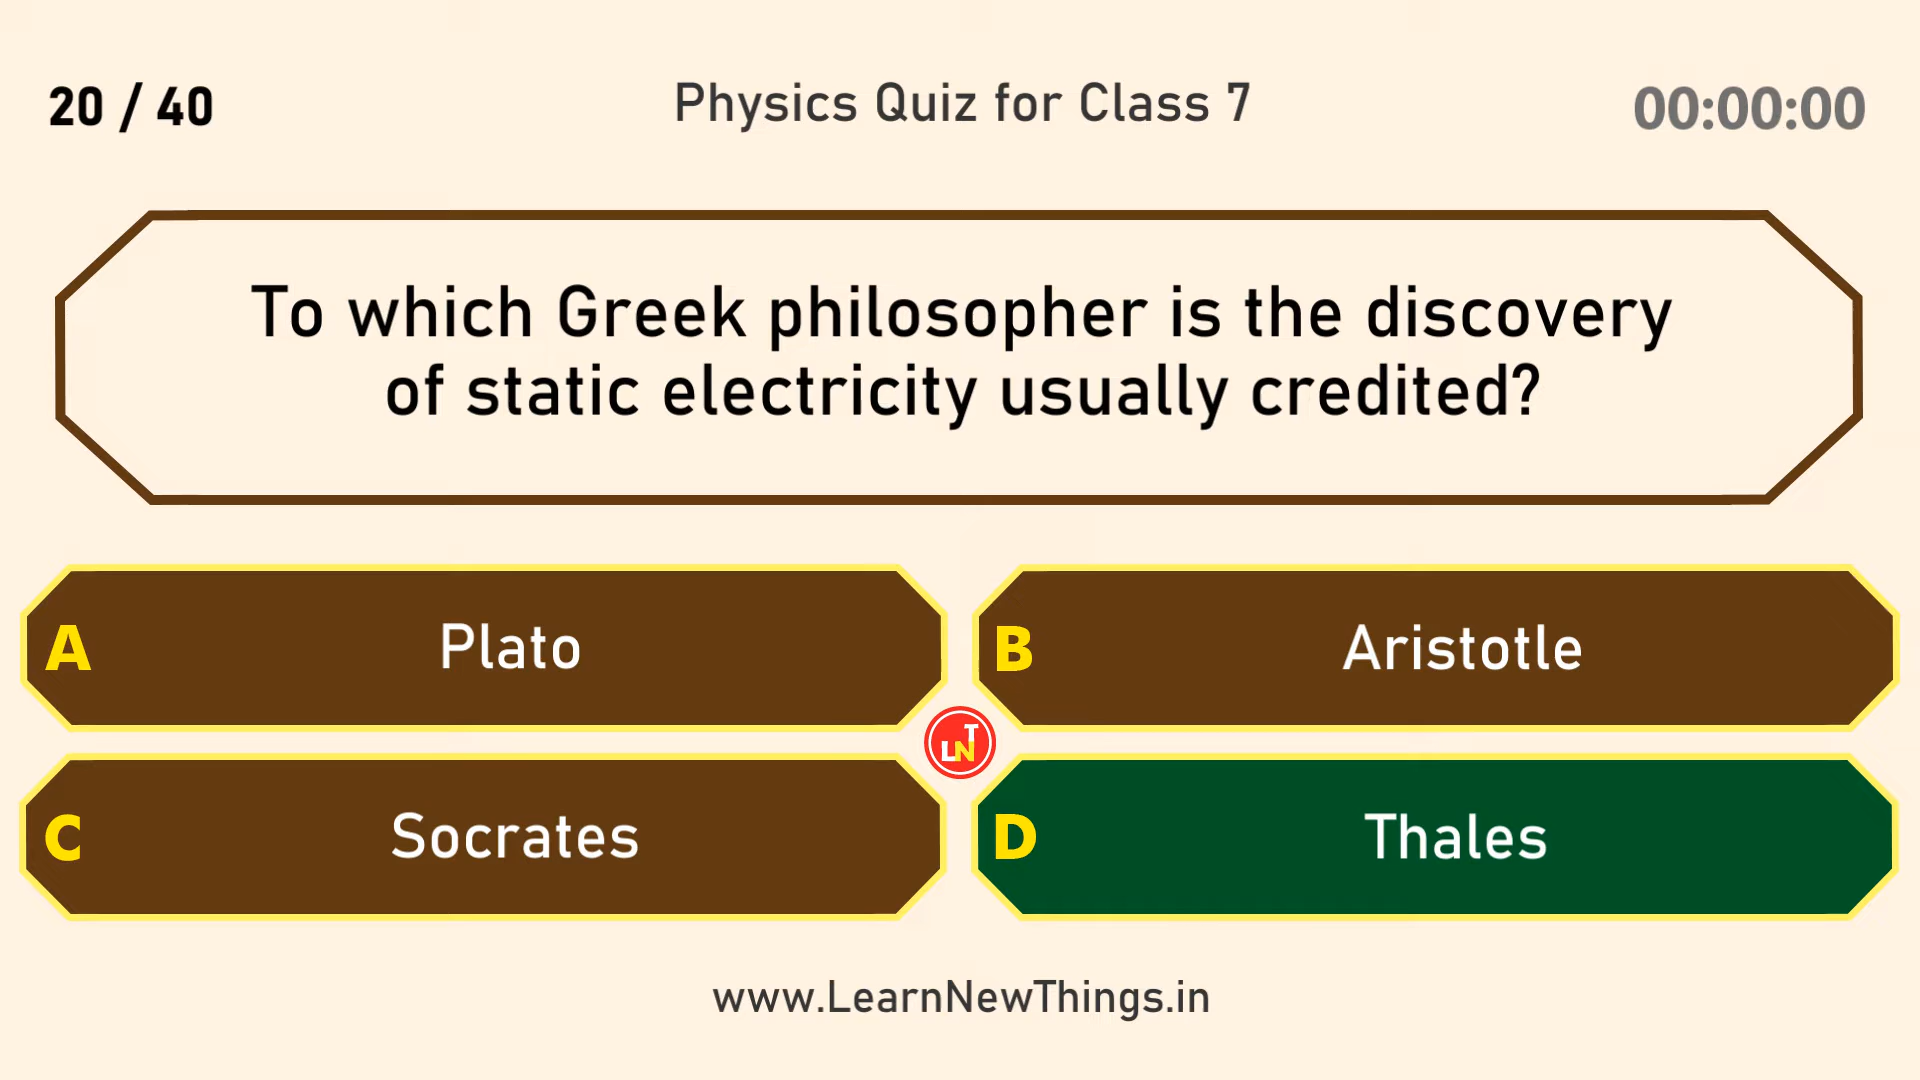 20 / 40
Physics Quiz for Class 7
00:00:00
To which Greek philosopher is the discovery
of static electricity usually credited?
A Plato
B Aristotle
LNT
C Socrates
D Thales
www.LearnNewThings.in